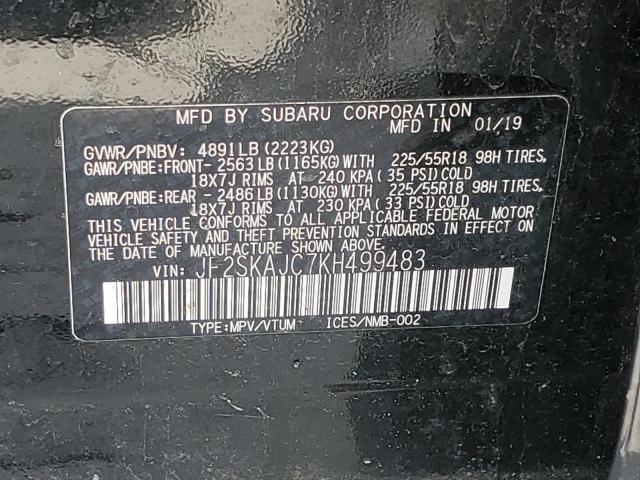 MFD BY SUBARU CORPORATION
MFD IN 01/19
GVWR/PNBV: 4891LB(2223KG)
GAWR/PNBE:FRONT-2563LB(1165KG)WITH 225/55R18 98H TIRES,
18X7J RIMS AT 240 KPA(35 PSI)COLD
GAWR/PNBE:REAR -2486LB(1130KG)WITH 225/55R18 98H TIRES,
18X7J RIMS AT 230 KPA(33 PSI)COLD
THIS VEHICLE CONFORMS TO ALL APPLICABLE FEDERAL MOTOR
VEHICLE SAFETY AND THEFT PREVENTION STANDARDS IN EFFECT ON
THE DATE OF MANUFACTURE SHOWN ABOVE.
VIN: JF2SKAJC7KH499483
TYPE:MPV/VTUM ICES/NMB-002